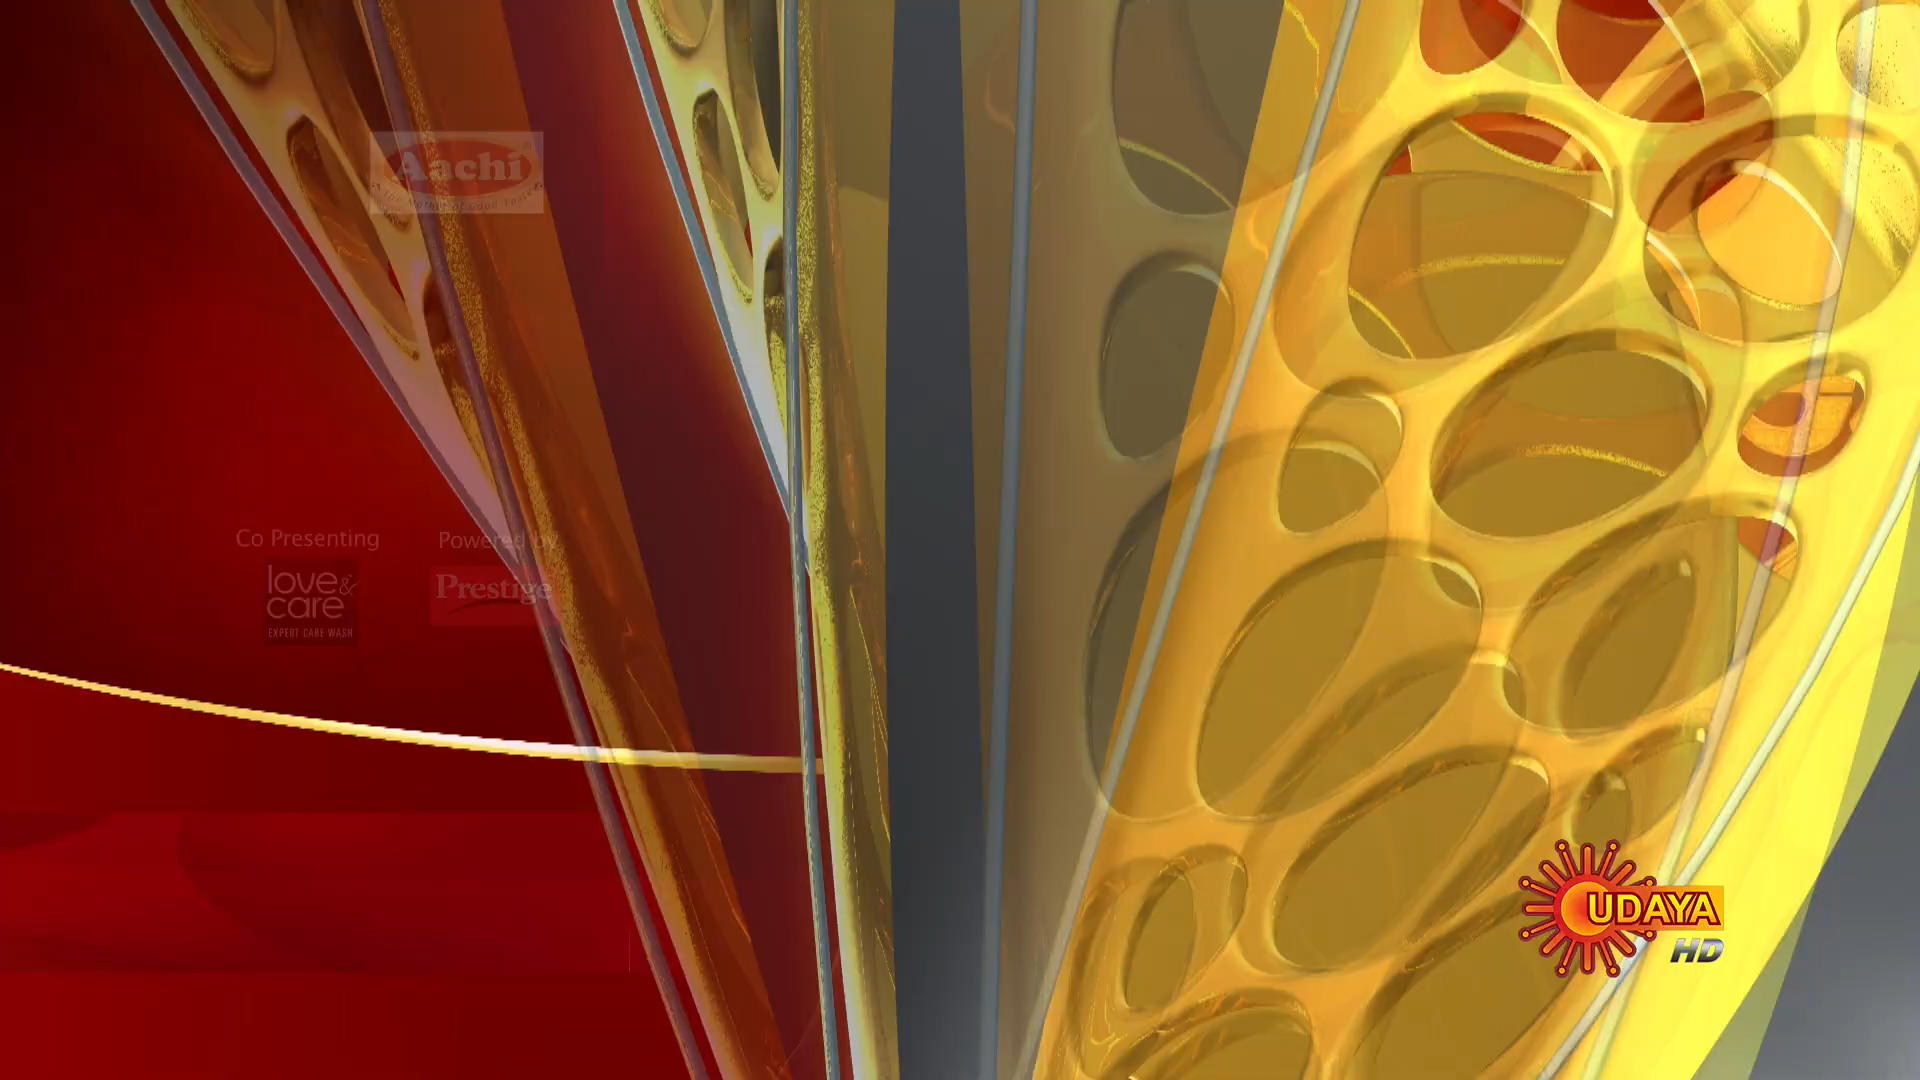 Aachi
Co Presenting
Powered by
love&
care
EXPERT CARE WASH
Prestige
UDAYA
HD